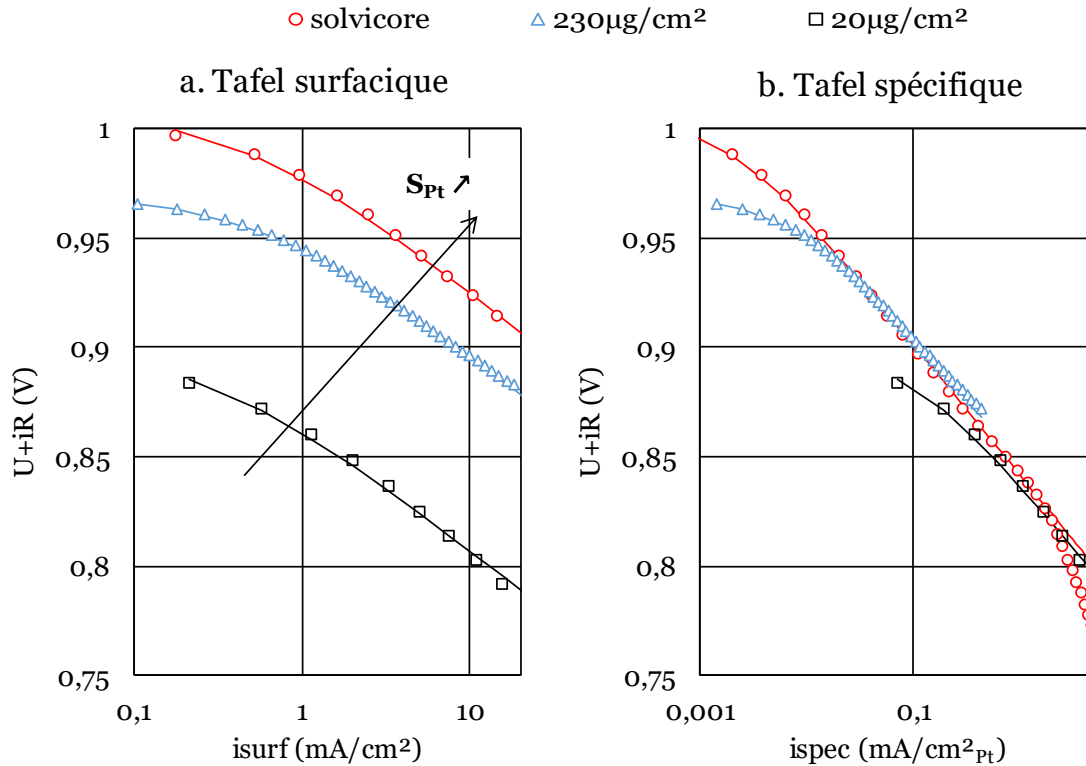 solvicore 230µg/cm² 20µg/cm²
a. Tafel surfacique
b. Tafel spécifique
1
0,95
0,9
0,85
0,8
0,75
U+iR (V)
S_Pt ↗
0,1 1 10
isurf (mA/cm²)
1
0,95
0,9
0,85
0,8
0,75
U+iR (V)
0,001 0,1
ispec (mA/cm²_Pt)